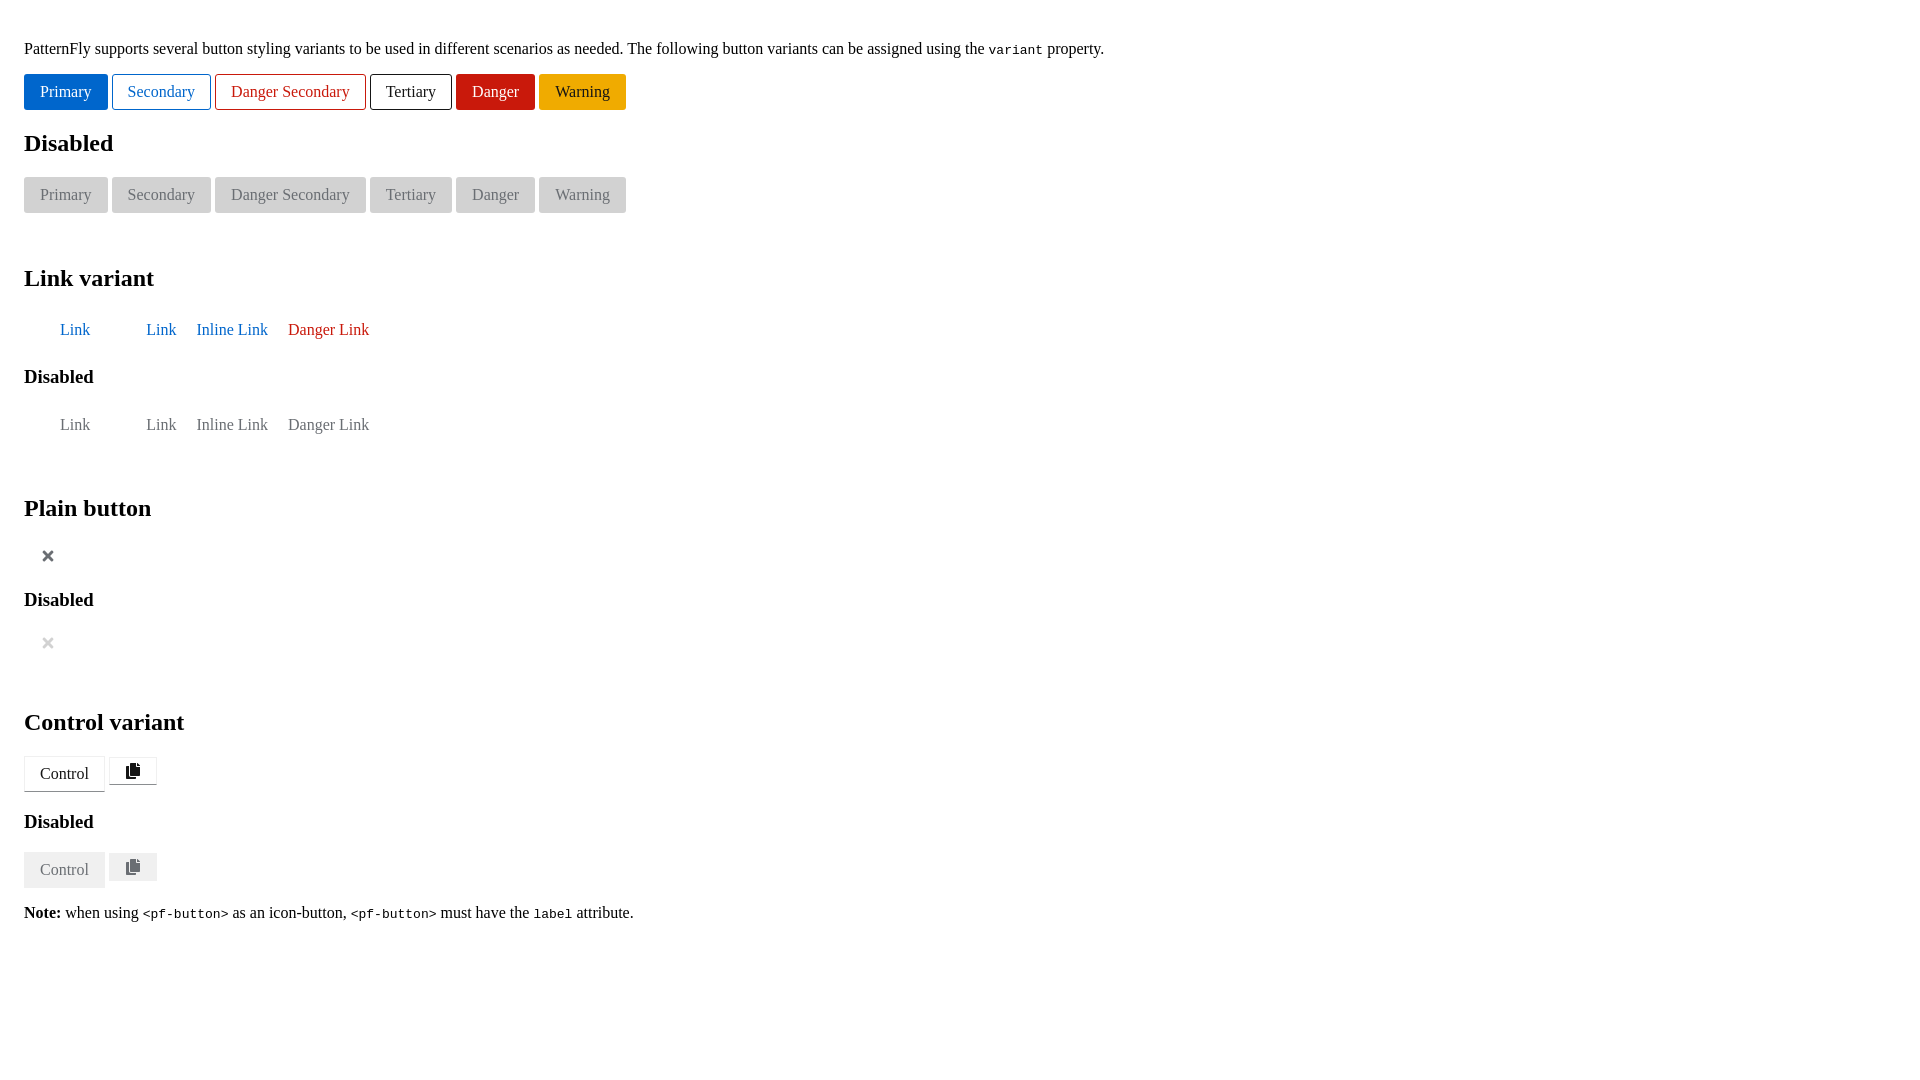 PatternFly supports several button styling variants to be used in different scenarios as needed. The following button variants can be assigned using the variant property.
Primary Secondary Danger Secondary Tertiary Danger Warning
Disabled
Primary Secondary Danger Secondary Tertiary Danger Warning
Link variant
Link Link Inline Link Danger Link
Disabled
Link Link Inline Link Danger Link
Plain button
Disabled
Control variant
Control
Disabled
Control
Note: when using <pf-button> as an icon-button, <pf-button> must have the label attribute.